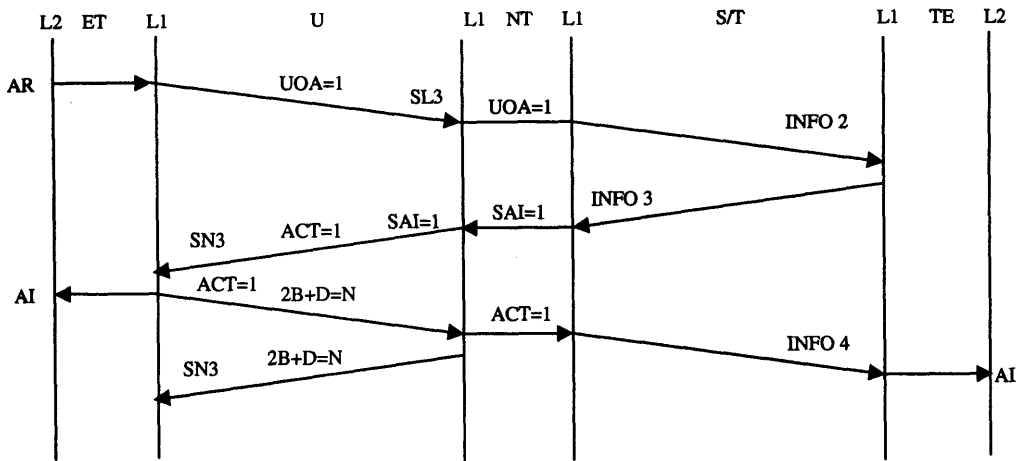 L2 ET L1 U L1 NT L1 S/T L1 TE L2
AR
UOA=1
SL3
UOA=1
INFO 2
INFO 3
SAI=1
SAI=1
ACT=1
SN3
AI
ACT=1
2B+D=N
ACT=1
INFO 4
SN3
2B+D=N
AI